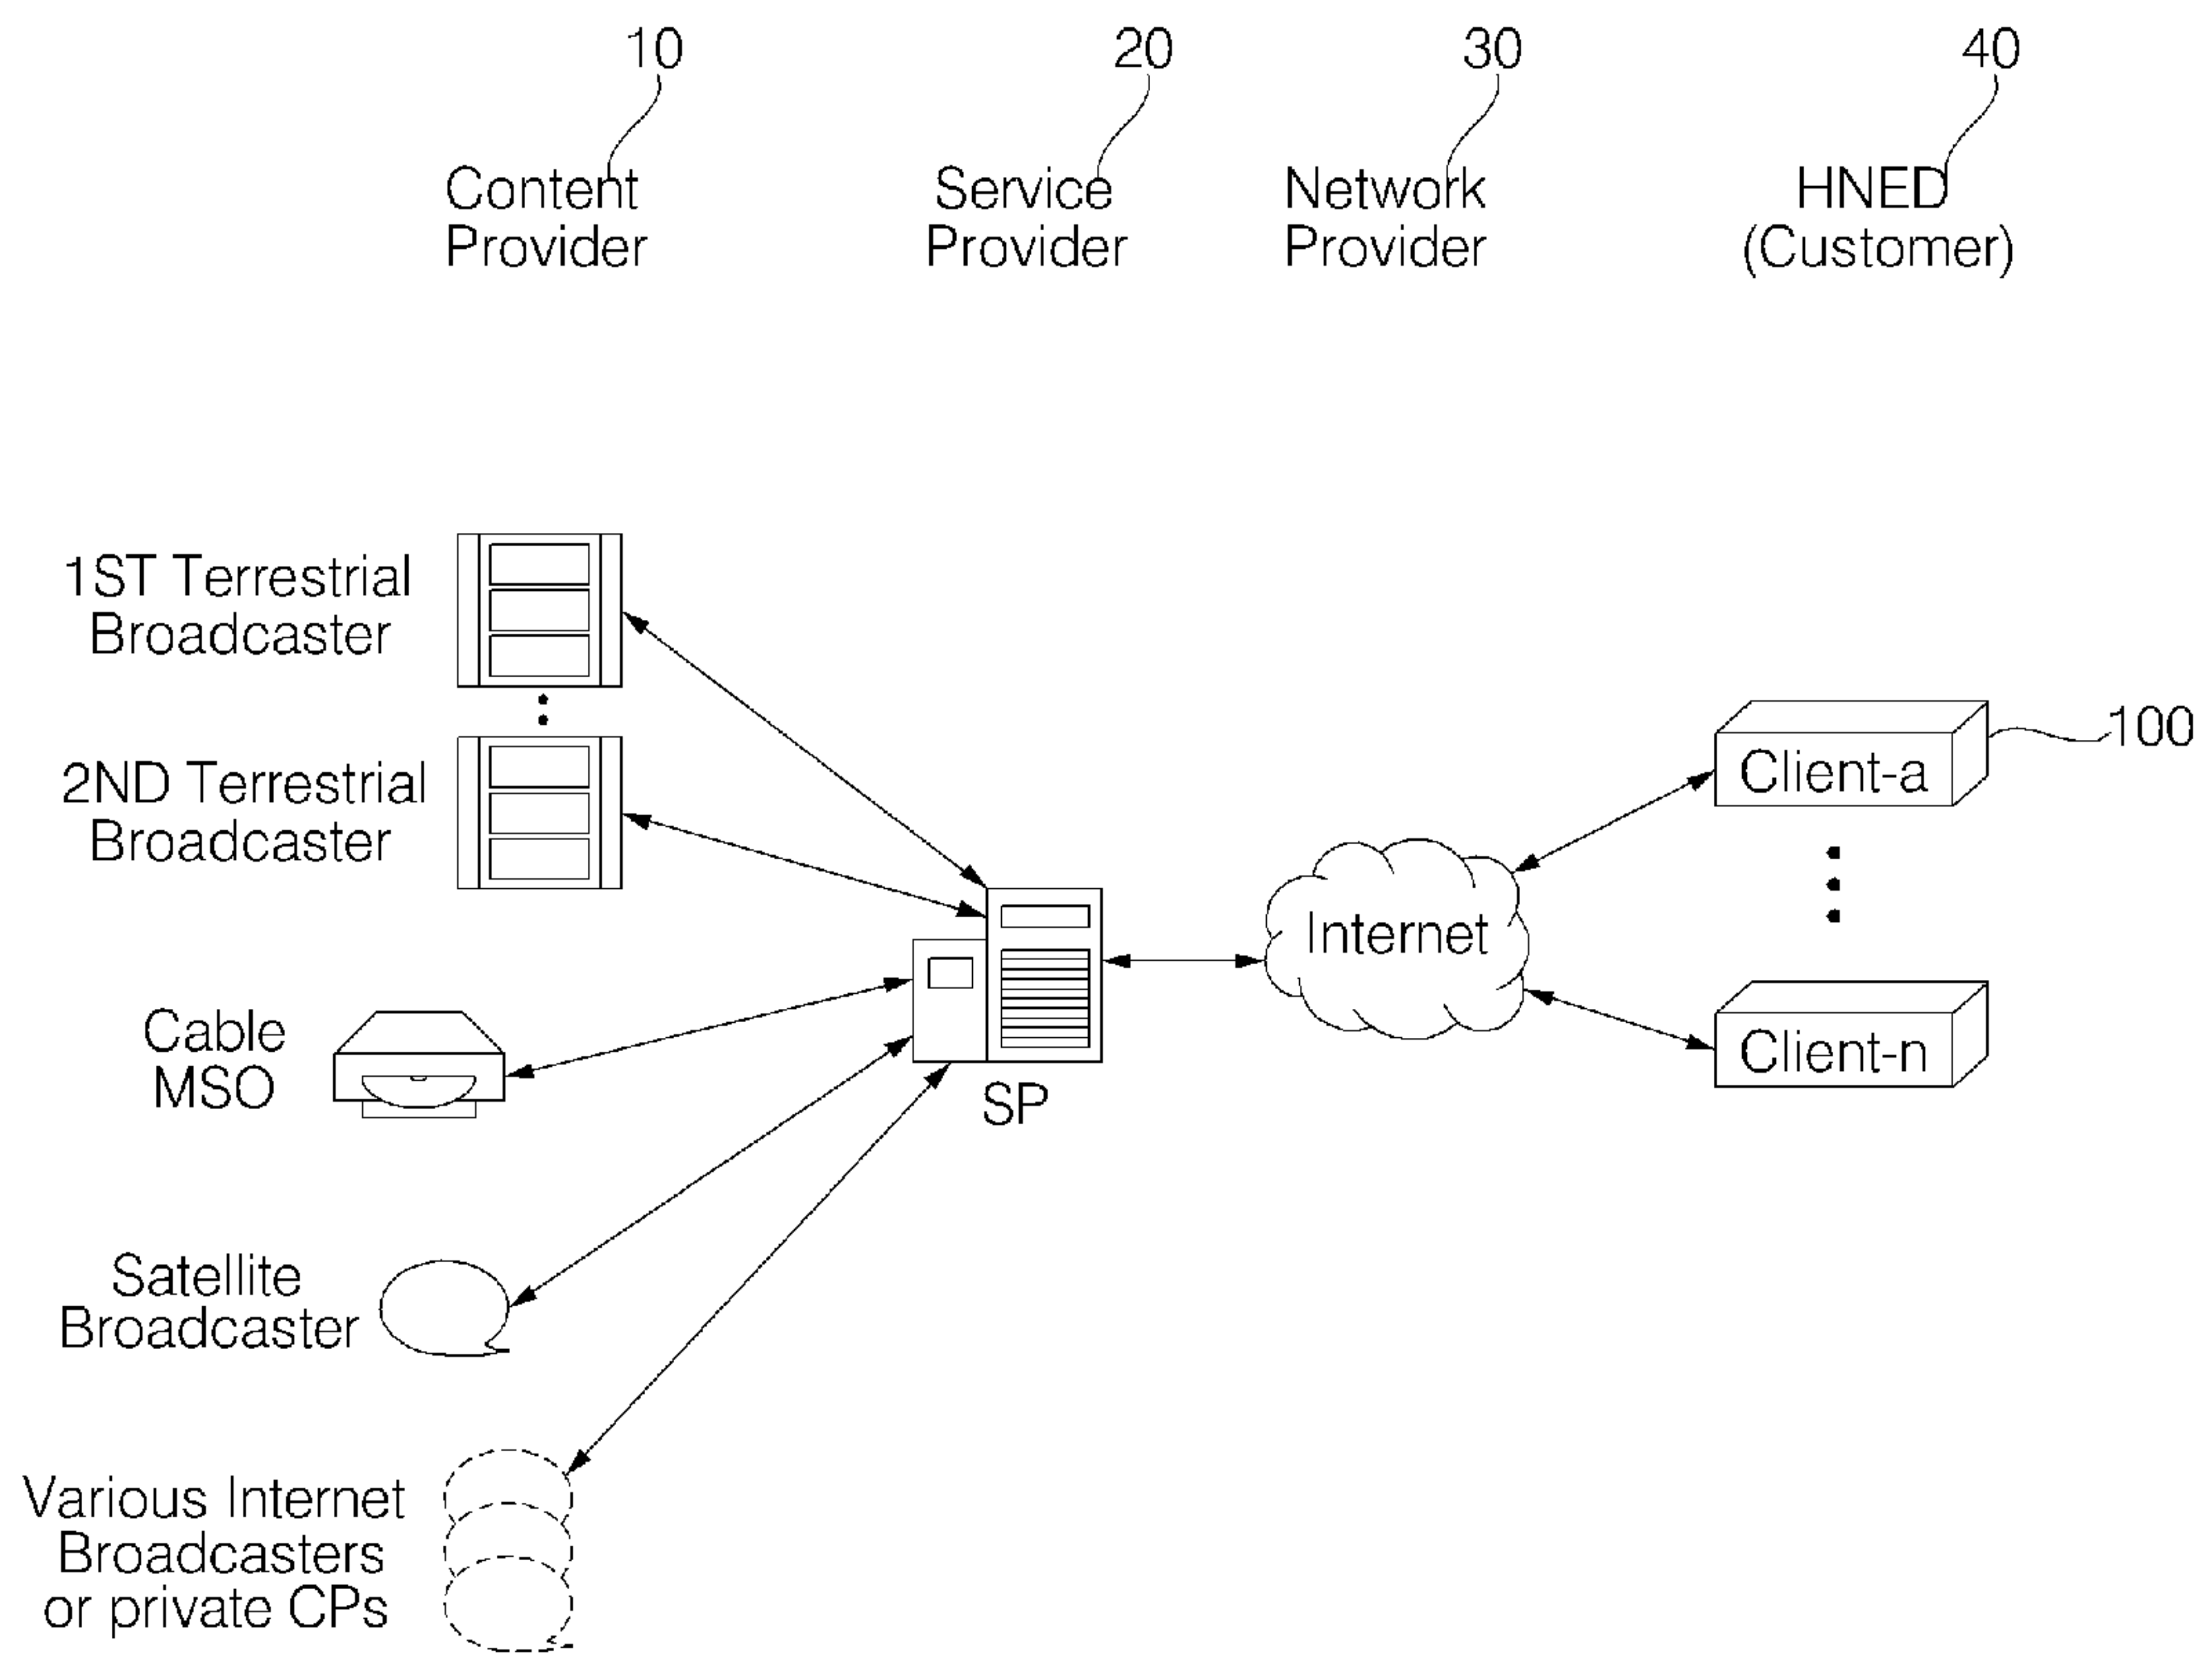 10
20
30
40
Content
Provider
Service
Provider
Network
Provider
HNED
(Customer)
1ST Terrestrial
Broadcaster
2ND Terrestrial
Broadcaster
Cable
MSO
Satellite
Broadcaster
Various Internet
Broadcasters
or private CPs
SP
Internet
Client-a
100
Client-n